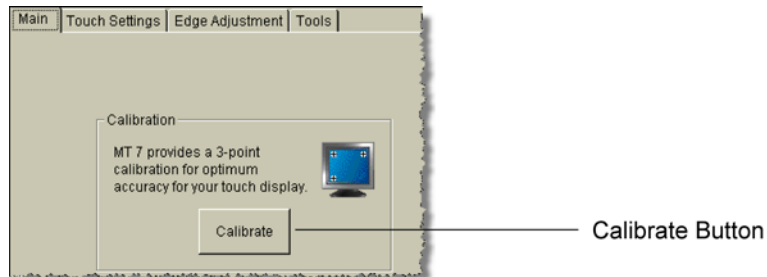 Main Touch Settings Edge Adjustment Tools
Calibration
MT 7 provides a 3-point
calibration for optimum
accuracy for your touch display.
Calibrate
Calibrate Button